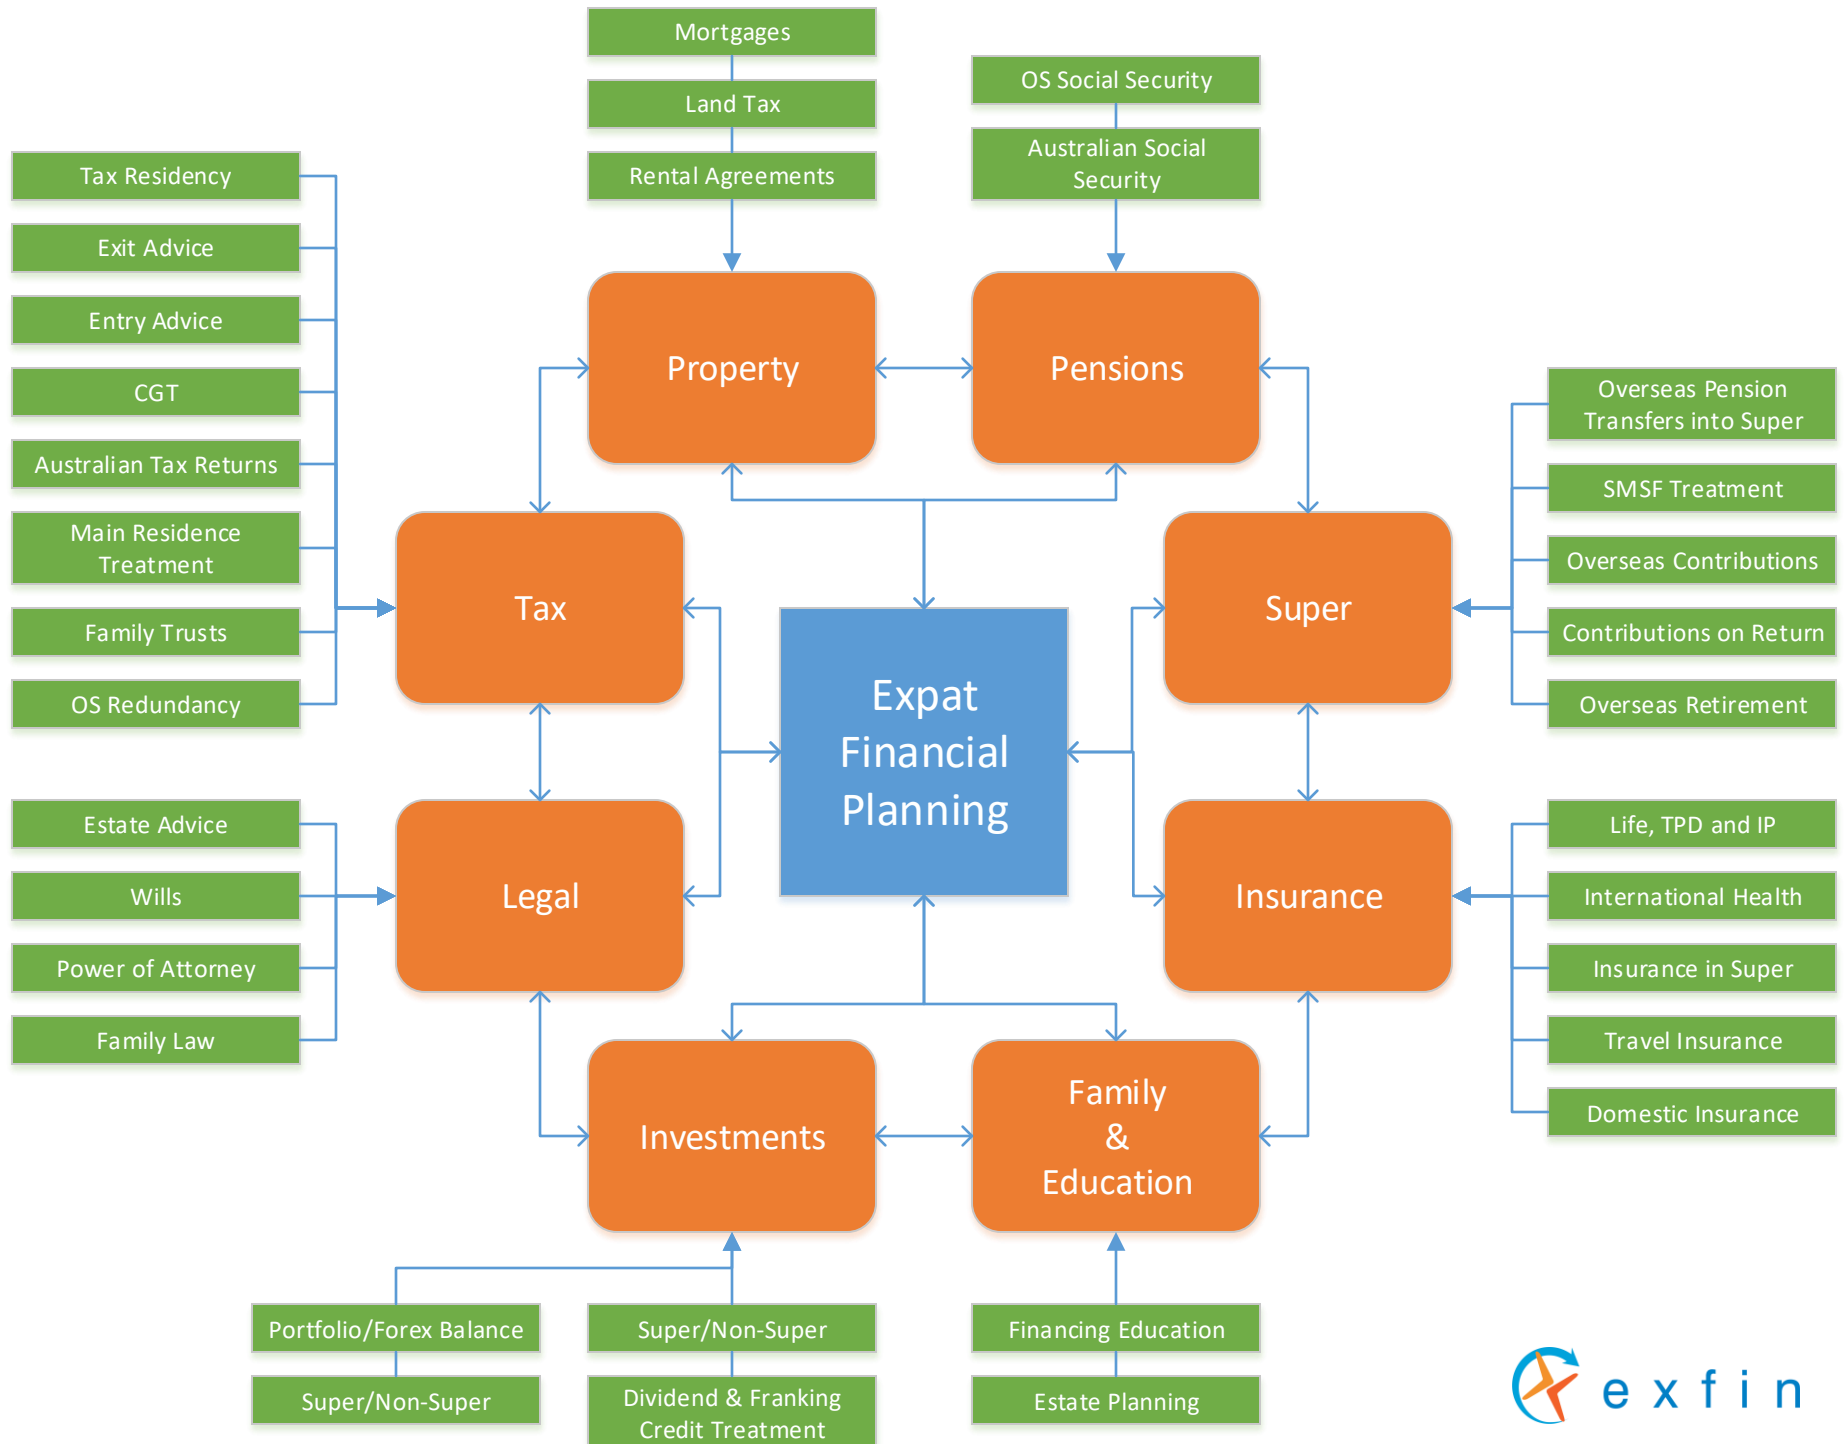 Mortgages
Land Tax
Rental Agreements
OS Social Security
Australian Social
Security
Tax Residency
Exit Advice
Entry Advice
CGT
Australian Tax Returns
Main Residence
Treatment
Family Trusts
OS Redundancy
Property
Pensions
Overseas Pension
Transfers into Super
SMSF Treatment
Overseas Contributions
Contributions on Return
Overseas Retirement
Tax
Super
Expat
Financial
Planning
Estate Advice
Wills
Power of Attorney
Family Law
Legal
Insurance
Life, TPD and IP
International Health
Insurance in Super
Travel Insurance
Domestic Insurance
Investments
Family
&
Education
Portfolio/Forex Balance
Super/Non-Super
Super/Non-Super
Dividend & Franking
Credit Treatment
Financing Education
Estate Planning
exfin